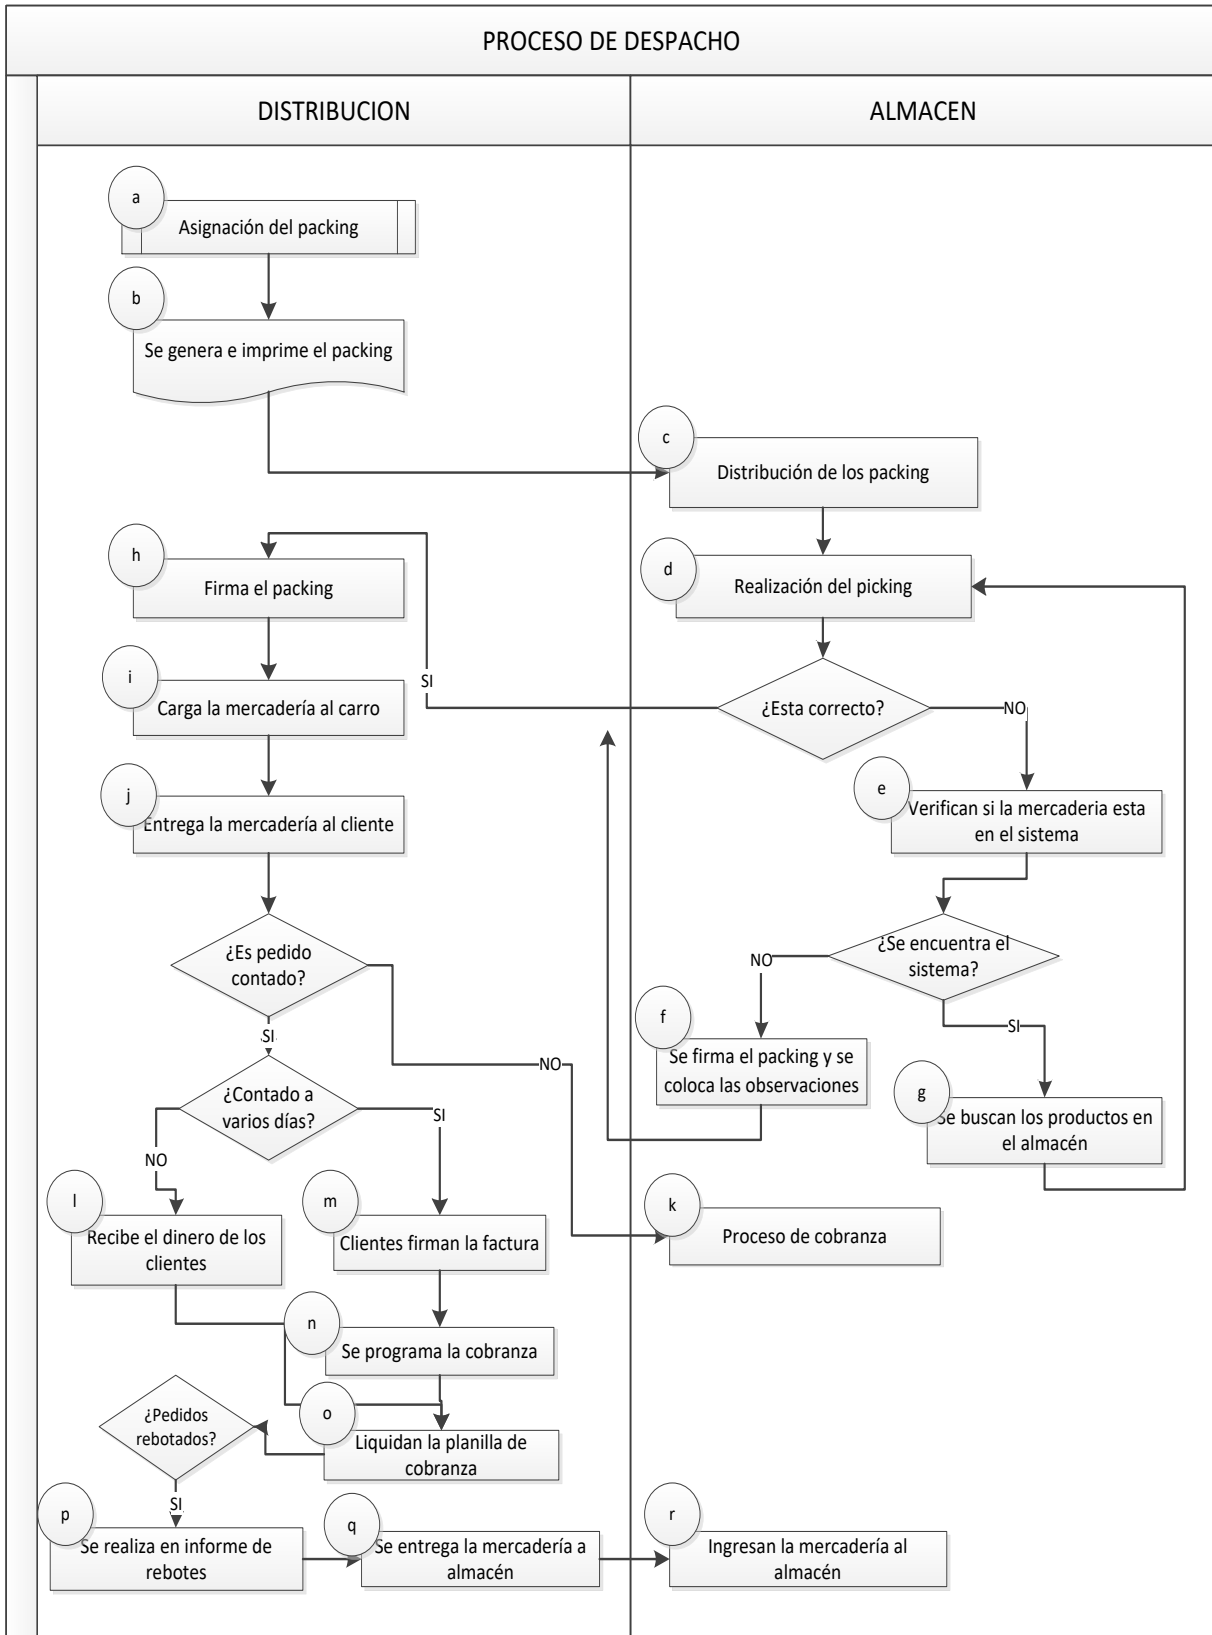 PROCESO DE DESPACHO
DISTRIBUCION
ALMACEN
a
Asignación del packing
b
Se genera e imprime el packing
c
Distribución de los packing
h
Firma el packing
d
Realización del picking
i
Carga la mercadería al carro
SI
¿Esta correcto?
NO
j
Entrega la mercadería al cliente
e
Verifican si la mercaderia esta
en el sistema
¿Es pedido
contado?
¿Se encuentra el
sistema?
NO
SI
f
Se firma el packing y se
coloca las observaciones
SI
NO
¿Contado a
varios días?
g
Se buscan los productos en
el almacén
SI
NO
l
Recibe el dinero de los
clientes
m
Clientes firman la factura
k
Proceso de cobranza
n
Se programa la cobranza
¿Pedidos
rebotados?
o
Liquidan la planilla de
cobranza
SI
p
Se realiza en informe de
rebotes
q
Se entrega la mercadería a
almacén
r
Ingresan la mercadería al
almacén